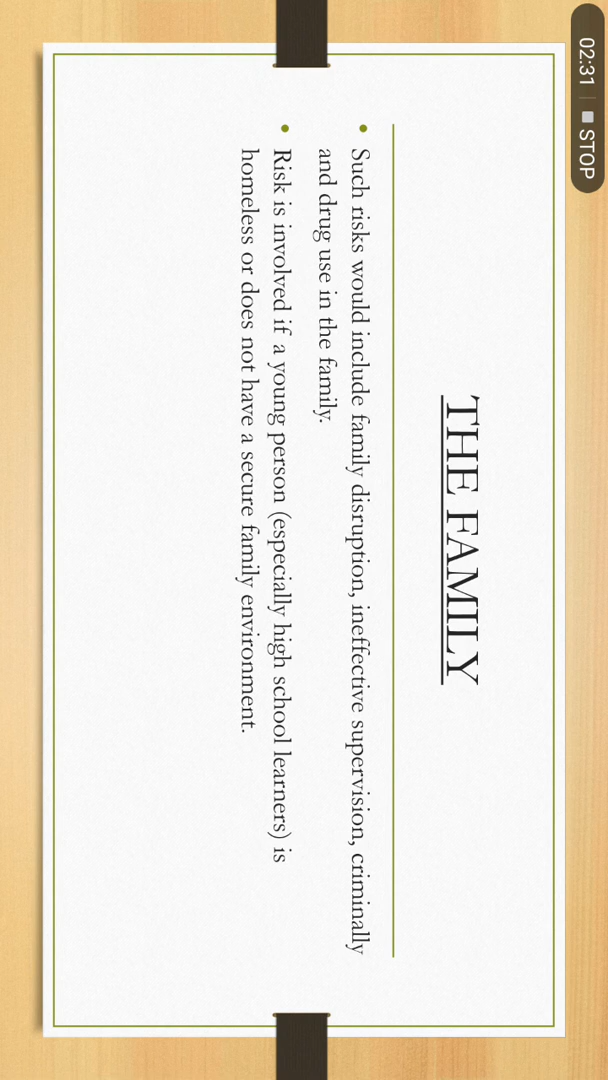 02:31 STOP
THE FAMILY
• Such risks would include family disruption, ineffective supervision, criminally
and drug use in the family.
• Risk is involved if a young person (especially high school learners) is
homeless or does not have a secure family environment.